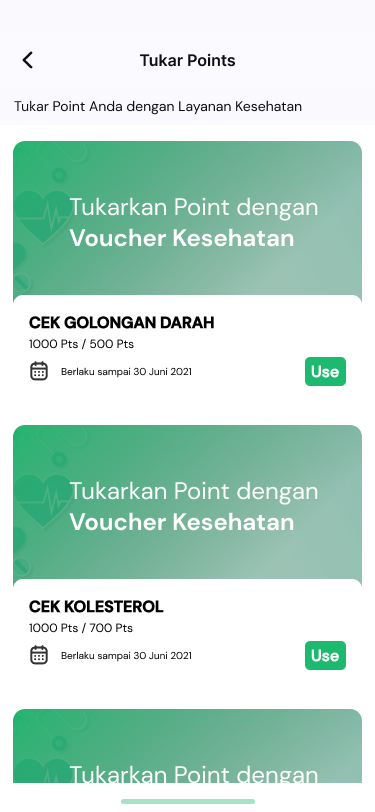 Tukar Points
Tukar Point Anda dengan Layanan Kesehatan
Tukarkan Point dengan
Voucher Kesehatan
CEK GOLONGAN DARAH
1000 Pts / 500 Pts
Berlaku sampai 30 Juni 2021
Use
Tukarkan Point dengan
Voucher Kesehatan
CEK KOLESTEROL
1000 Pts / 700 Pts
Berlaku sampai 30 Juni 2021
Use
Tukarkan Point dengan